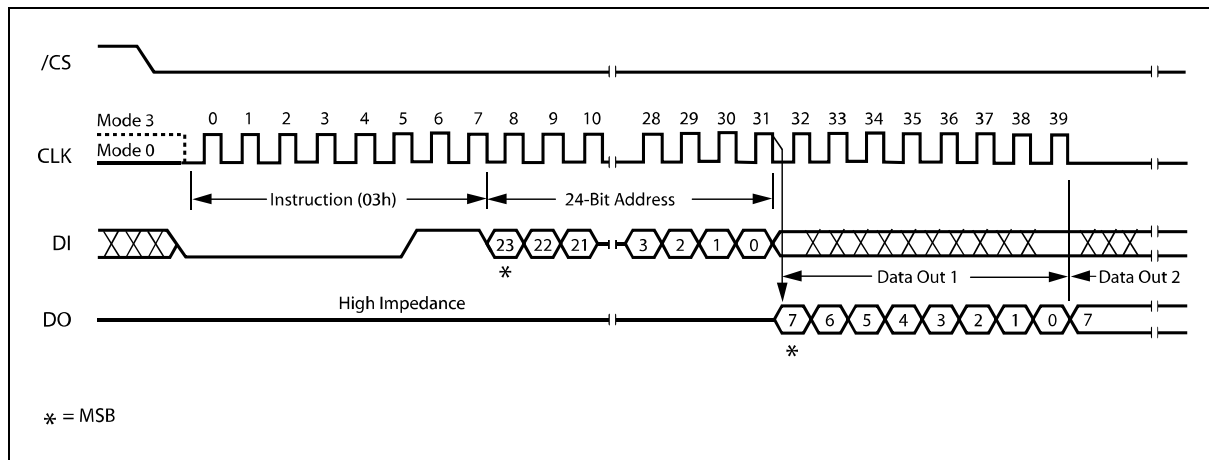 /CS
Mode 3
0 1 2 3 4 5 6 7 8 9 10 28 29 30 31 32 33 34 35 36 37 38 39
CLK
Mode 0
Instruction (03h) 24-Bit Address
DI
23 22 21 3 2 1 0
*
Data Out 1 Data Out 2
High Impedance
DO
7 6 5 4 3 2 1 0 7
*
* = MSB